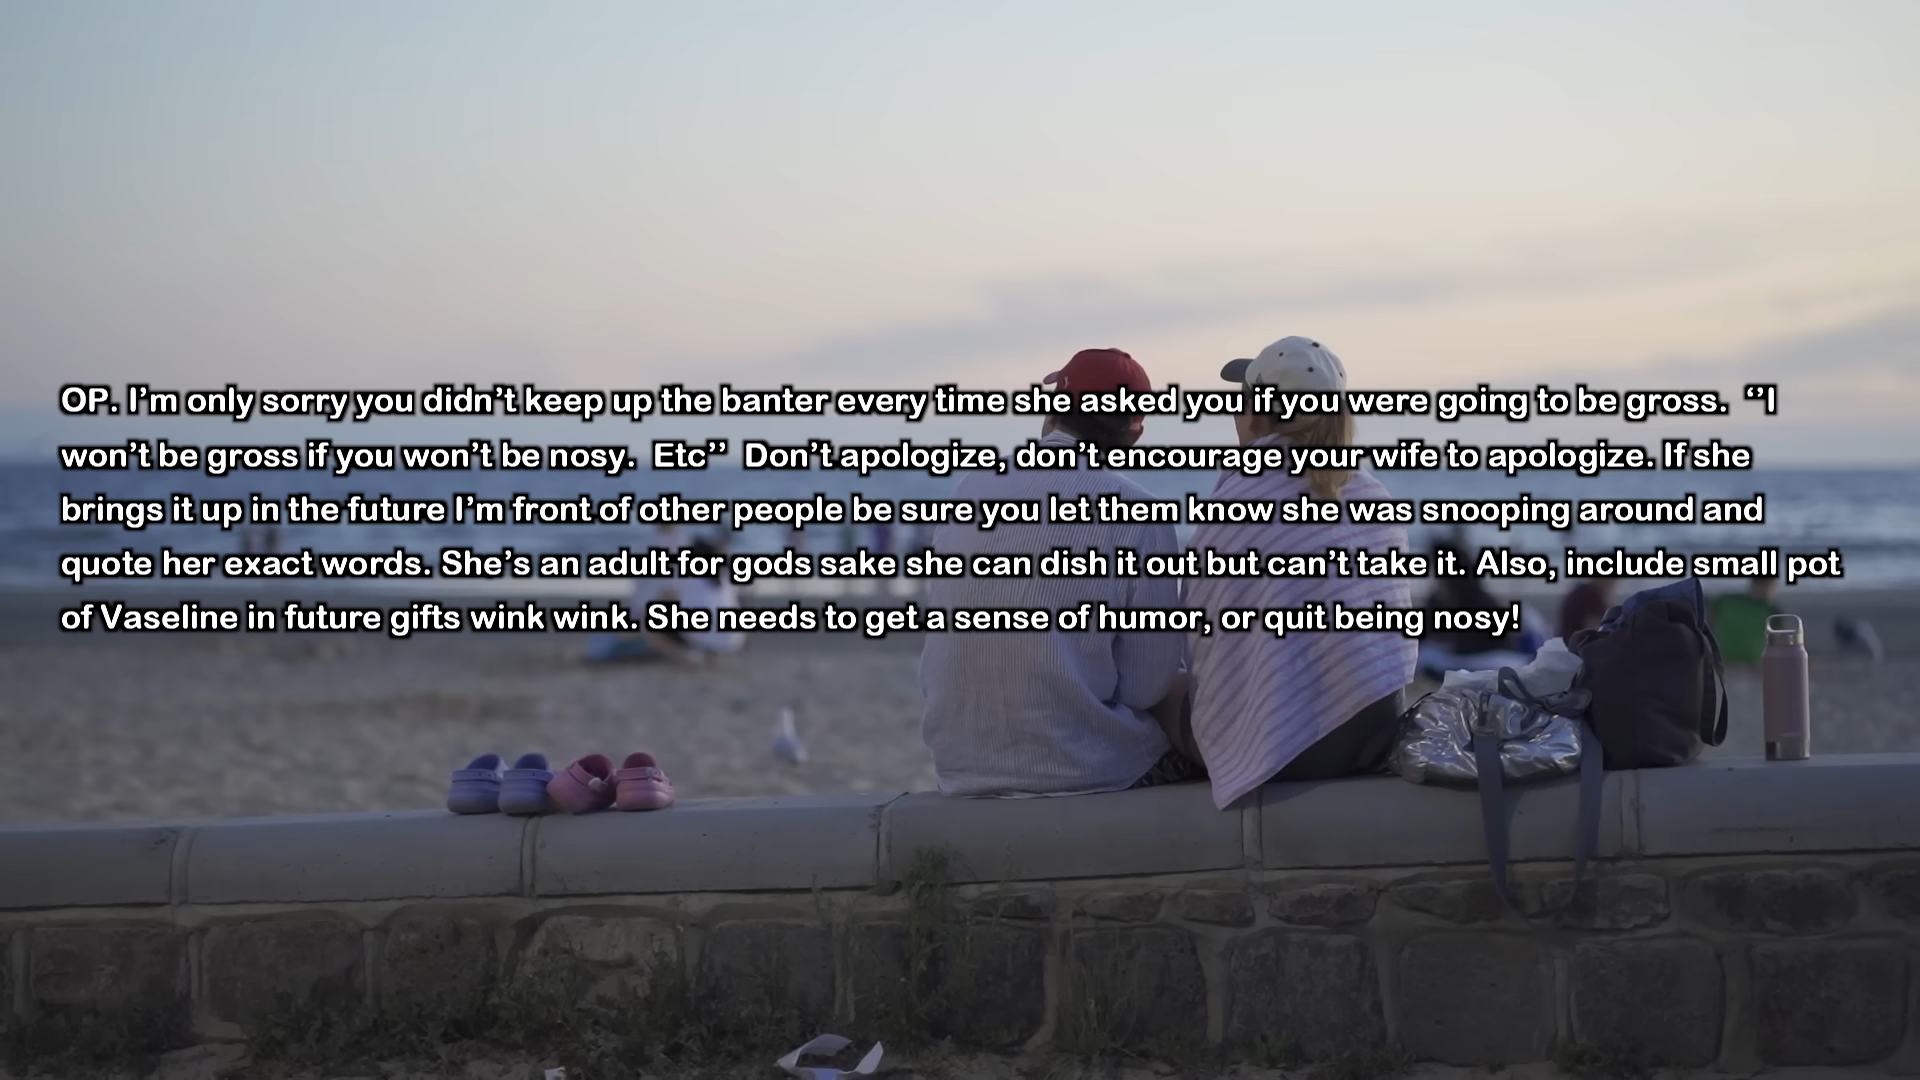 OP. I’m only sorry you didn’t keep up the banter every time she asked you if you were going to be gross.  ‘’I
won’t be gross if you won’t be nosy.  Etc’’  Don’t apologize, don’t encourage your wife to apologize. If she
brings it up in the future I’m front of other people be sure you let them know she was snooping around and
quote her exact words. She’s an adult for gods sake she can dish it out but can’t take it. Also, include small pot
of Vaseline in future gifts wink wink. She needs to get a sense of humor, or quit being nosy!